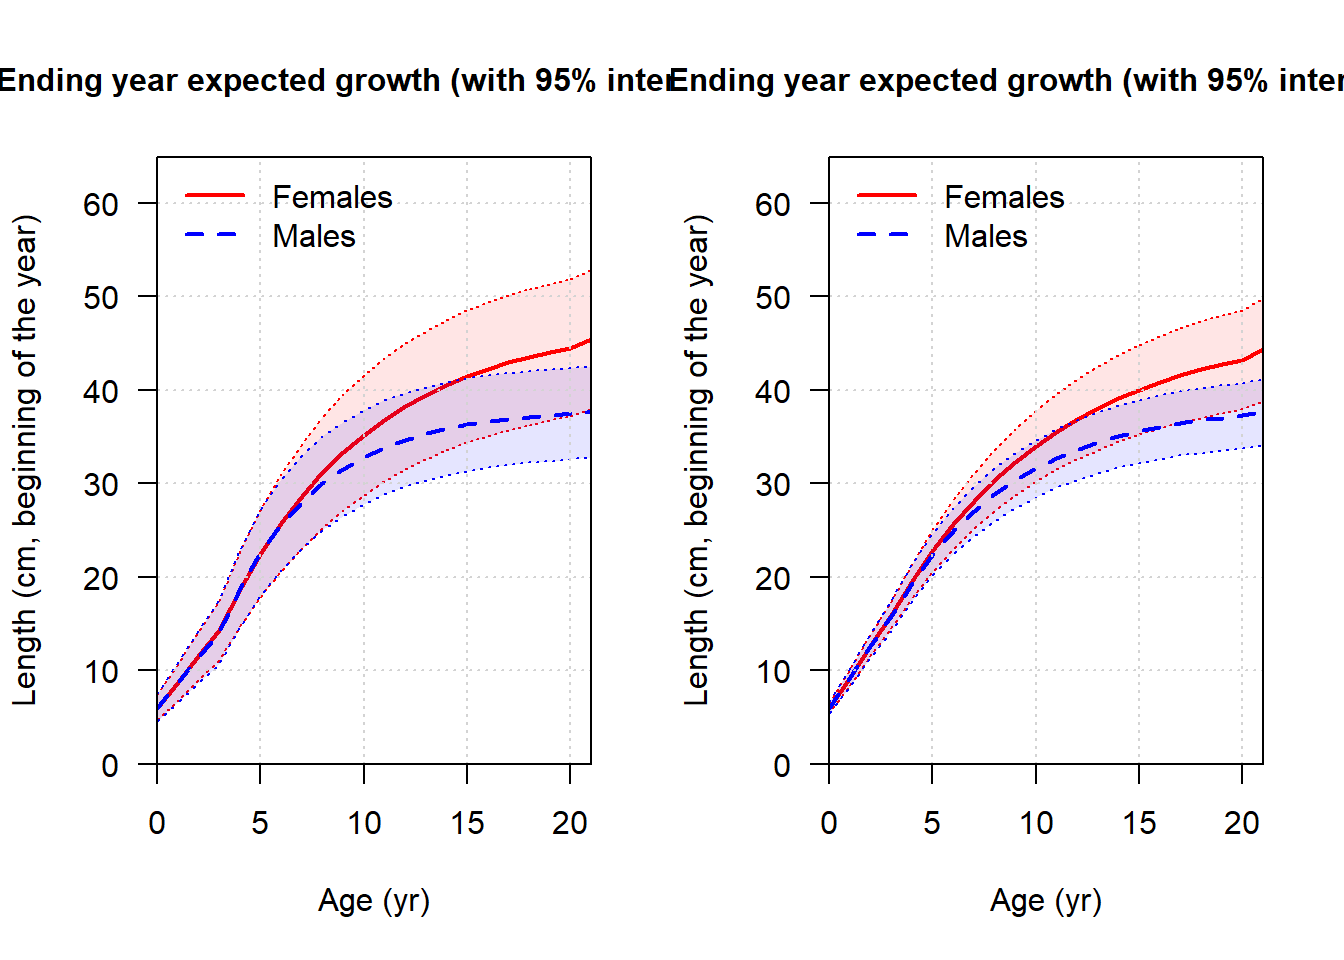 Ending year expected growth (with 95% inter
Females
Males
Length (cm, beginning of the year)
60
50
40
30
20
10
0
0 5 10 15 20
Age (yr)
Ending year expected growth (with 95% inter
Females
Males
Length (cm, beginning of the year)
60
50
40
30
20
10
0
0 5 10 15 20
Age (yr)